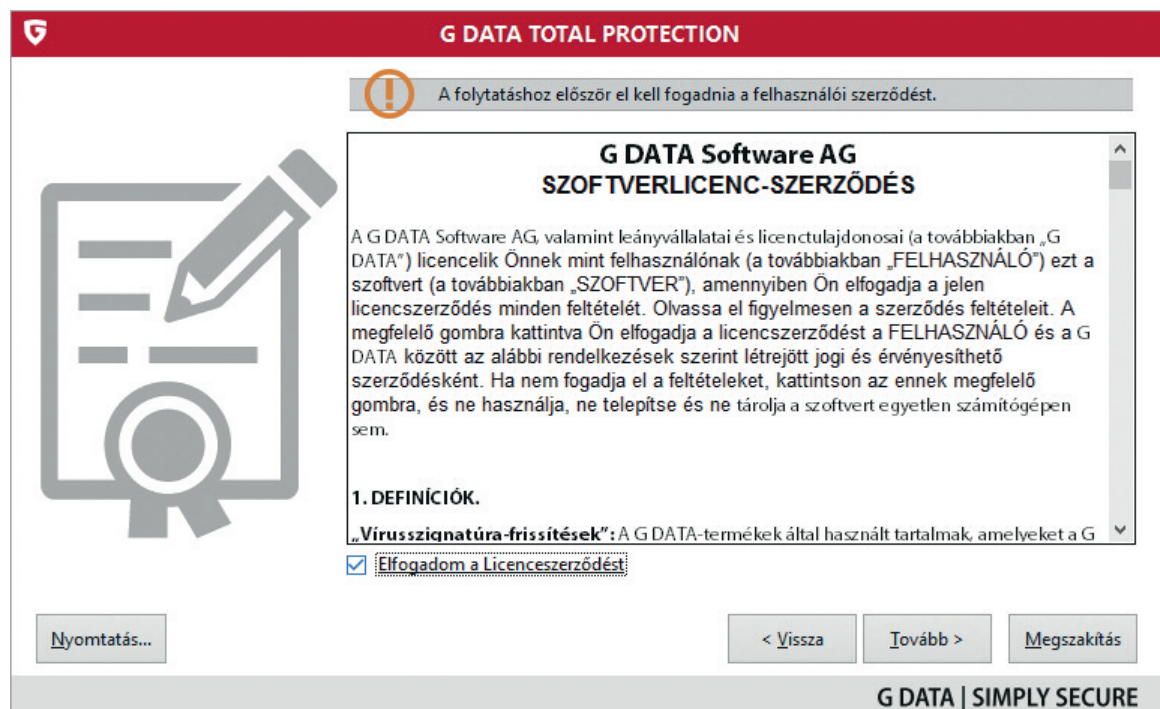 G DATA TOTAL PROTECTION
A folytatáshoz először el kell fogadnia a felhasználói szerződést.
G DATA Software AG
SZOFTVERLICENC-SZERZŐDÉS
A G DATA Software AG, valamint leányvállalatai és licenctulajdonosai (a továbbiakban „G
DATA") licencelik Önnek mint felhasználónak (a továbbiakban „FELHASZNÁLÓ") ezt a
szoftvert (a továbbiakban „SZOFTVER"), amennyiben Ön elfogadja a jelen
licencszerződés minden feltételét. Olvassa el figyelmesen a szerződés feltételeit. A
megfelelő gombra kattintva Ön elfogadja a licencszerződést a FELHASZNÁLÓ és a G
DATA között az alábbi rendelkezések szerint létrejött jogi és érvényesíthető
szerződésként. Ha nem fogadja el a feltételeket, kattintson az ennek megfelelő
gombra, és ne használja, ne telepítse és ne tárolja a szoftvert egyetlen számítógépen
sem.
1. DEFINÍCIÓK.
„Vírusszignatúra-frissítések": A G DATA-termékek által használt tartalmak, amelyeket a G
Elfogadom a Licenceszerződést
Nyomtatás...
< Vissza
Tovább >
Megszakítás
G DATA | SIMPLY SECURE